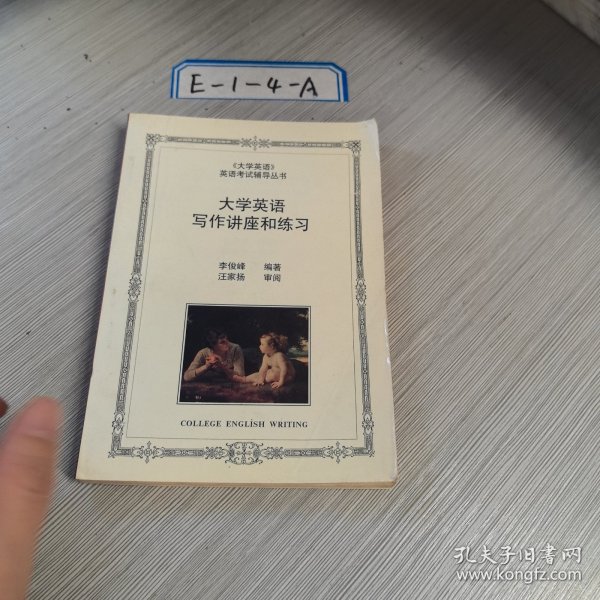 E-1-4-A
《大学英语》
英语考试辅导丛书
大学英语
写作讲座和练习
李俊峰 编著
汪家扬 审阅
COLLEGE ENGLISH WRITING
孔夫子旧书网
www.kongfz.com